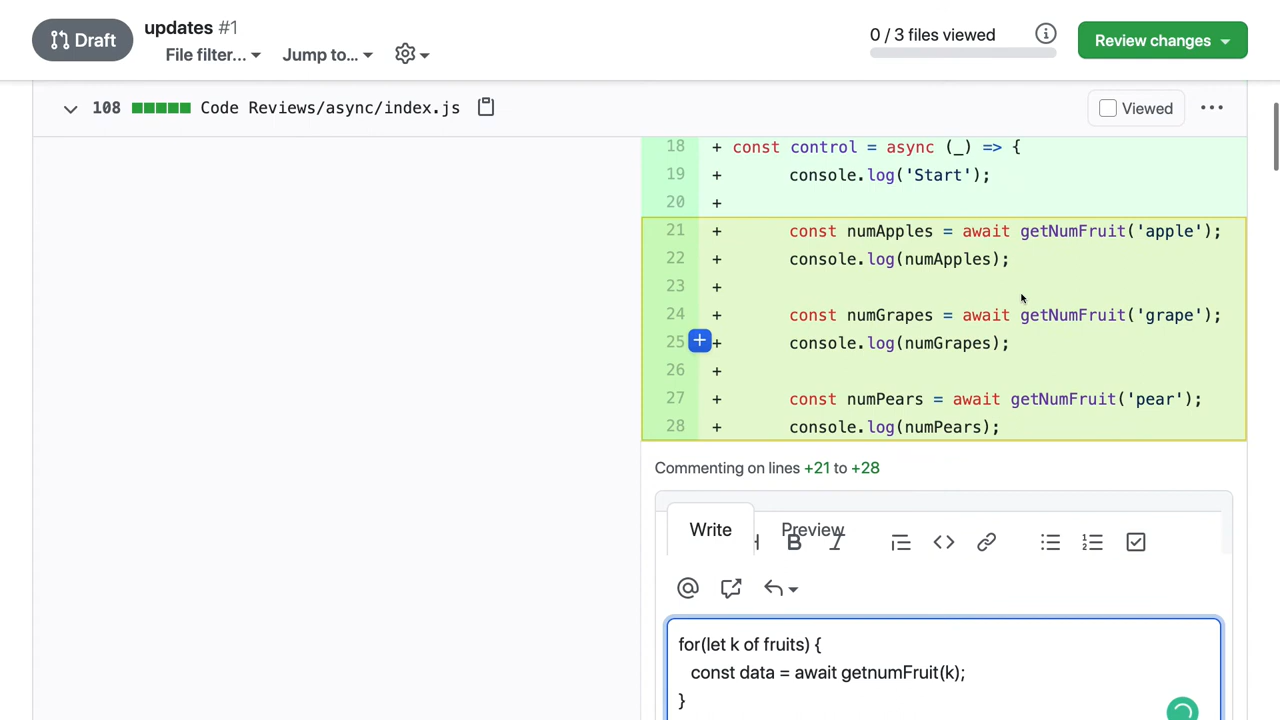 Draft
updates #1
File filter... Jump to...
0 / 3 files viewed
Review changes
108 Code Reviews/async/index.js
Viewed
18 + const control = async (_) => {
19 + console.log('Start');
20 +
21 + const numApples = await getNumFruit('apple');
22 + console.log(numApples);
23 +
24 + const numGrapes = await getNumFruit('grape');
25 + console.log(numGrapes);
26 +
27 + const numPears = await getNumFruit('pear');
28 + console.log(numPears);
Commenting on lines +21 to +28
Write Preview
for(let k of fruits) {
const data = await getnumFruit(k);
}